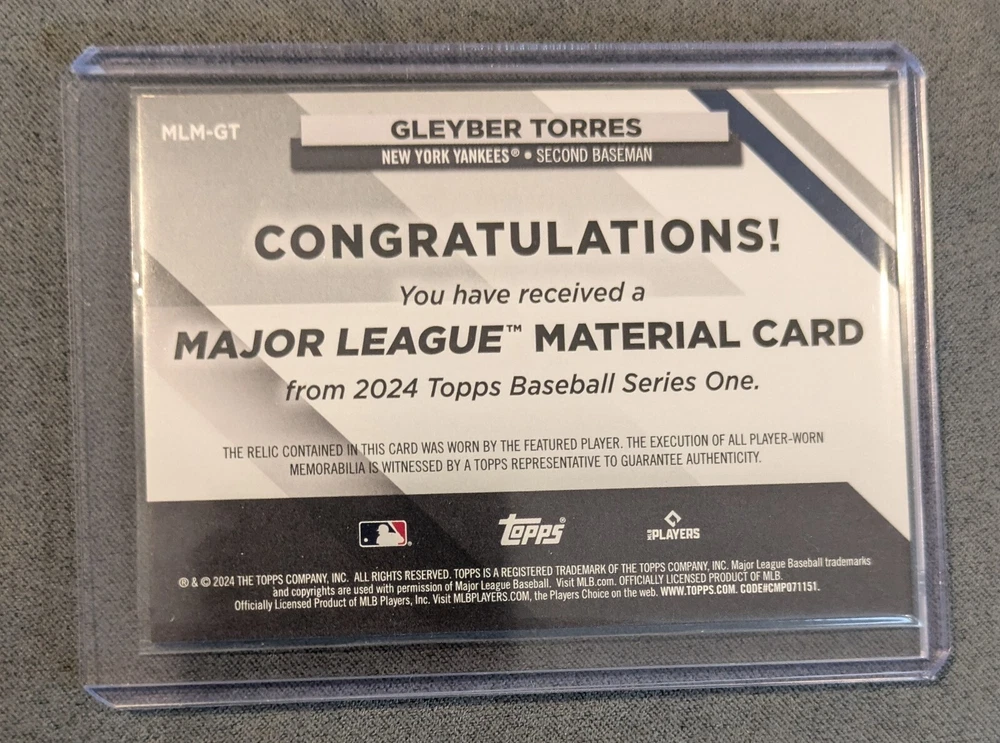 MLM-GT
GLEYBER TORRES
NEW YORK YANKEES® • SECOND BASEMAN
CONGRATULATIONS!
You have received a
MAJOR LEAGUE™ MATERIAL CARD
from 2024 Topps Baseball Series One.
THE RELIC CONTAINED IN THIS CARD WAS WORN BY THE FEATURED PLAYER. THE EXECUTION OF ALL PLAYER-WORN
MEMORABILIA IS WITNESSED BY A TOPPS REPRESENTATIVE TO GUARANTEE AUTHENTICITY.
Topps® PLAYERS
® & © 2024 THE TOPPS COMPANY, INC. ALL RIGHTS RESERVED. TOPPS IS A REGISTERED TRADEMARK OF THE TOPPS COMPANY, INC. Major League Baseball trademarks
and copyrights are used with permission of Major League Baseball. Visit MLB.com. OFFICIALLY LICENSED PRODUCT OF MLB.
Officially Licensed Product of MLB Players, Inc. Visit MLBPLAYERS.COM, the Players Choice on the web. WWW.TOPPS.COM. CODE#CMP071151.